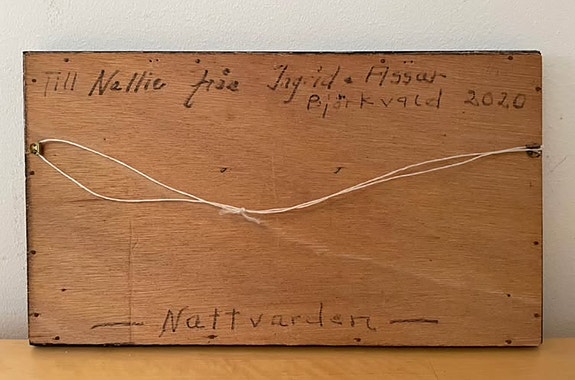 Till Nellie från Ingrid & Assar
Björkvald 2020
— Nattvarden —